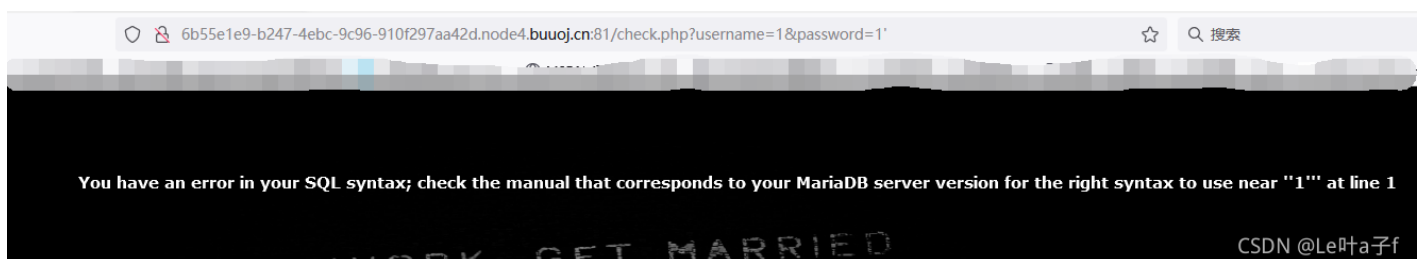 6b55e1e9-b247-4ebc-9c96-910f297aa42d.node4.buuoj.cn:81/check.php?username=1&password=1' 搜索
You have an error in your SQL syntax; check the manual that corresponds to your MariaDB server version for the right syntax to use near ''1''' at line 1
WORK GET MARRIED
CSDN @Le叶a子f